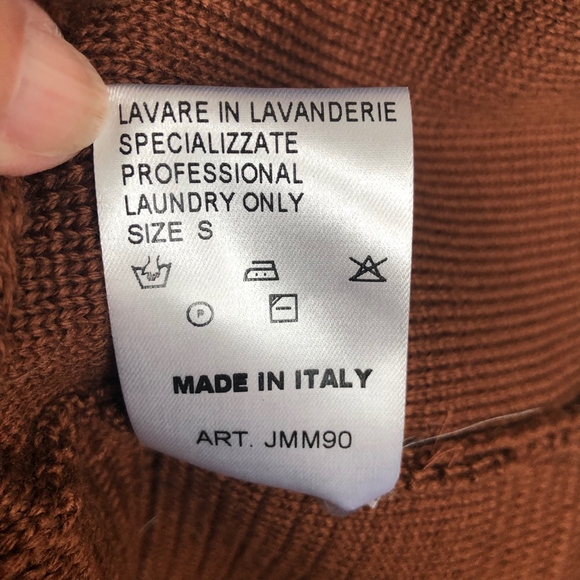 LAVARE IN LAVANDERIE
SPECIALIZZATE
PROFESSIONAL
LAUNDRY ONLY
SIZE S
P
MADE IN ITALY
ART. JMM90